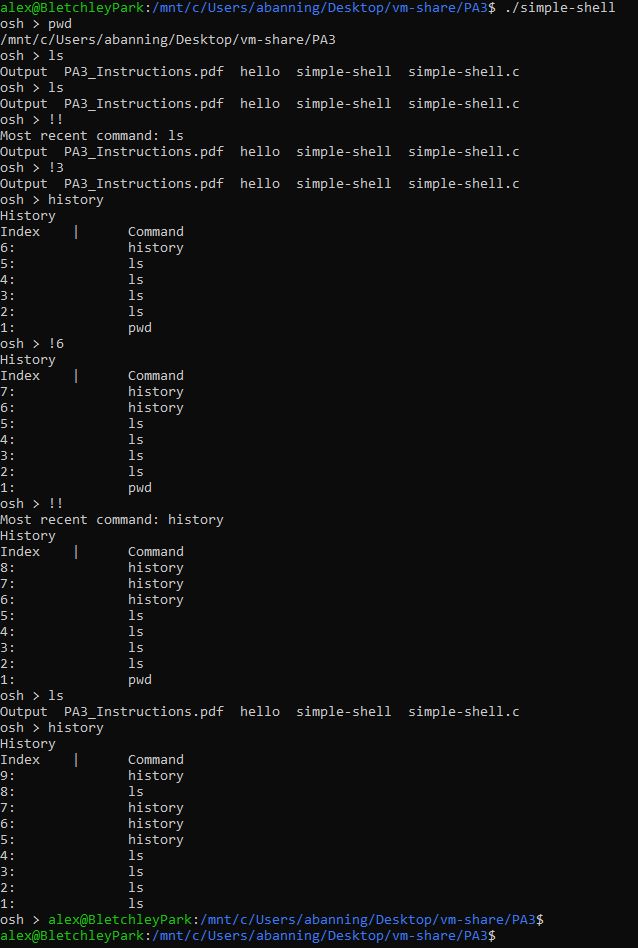 alex@BletchleyPark:/mnt/c/Users/abanning/Desktop/vm-share/PA3$ ./simple-shell
osh > pwd
/mnt/c/Users/abanning/Desktop/vm-share/PA3
osh > ls
Output  PA3_Instructions.pdf  hello  simple-shell  simple-shell.c
osh > ls
Output  PA3_Instructions.pdf  hello  simple-shell  simple-shell.c
osh > !!
Most recent command: ls
Output  PA3_Instructions.pdf  hello  simple-shell  simple-shell.c
osh > !3
Output  PA3_Instructions.pdf  hello  simple-shell  simple-shell.c
osh > history
History
Index    |      Command
6:              history
5:              ls
4:              ls
3:              ls
2:              ls
1:              pwd
osh > !6
History
Index    |      Command
7:              history
6:              history
5:              ls
4:              ls
3:              ls
2:              ls
1:              pwd
osh > !!
Most recent command: history
History
Index    |      Command
8:              history
7:              history
6:              history
5:              ls
4:              ls
3:              ls
2:              ls
1:              pwd
osh > ls
Output  PA3_Instructions.pdf  hello  simple-shell  simple-shell.c
osh > history
History
Index    |      Command
9:              history
8:              ls
7:              history
6:              history
5:              history
4:              ls
3:              ls
2:              ls
1:              ls
osh > alex@BletchleyPark:/mnt/c/Users/abanning/Desktop/vm-share/PA3$
alex@BletchleyPark:/mnt/c/Users/abanning/Desktop/vm-share/PA3$